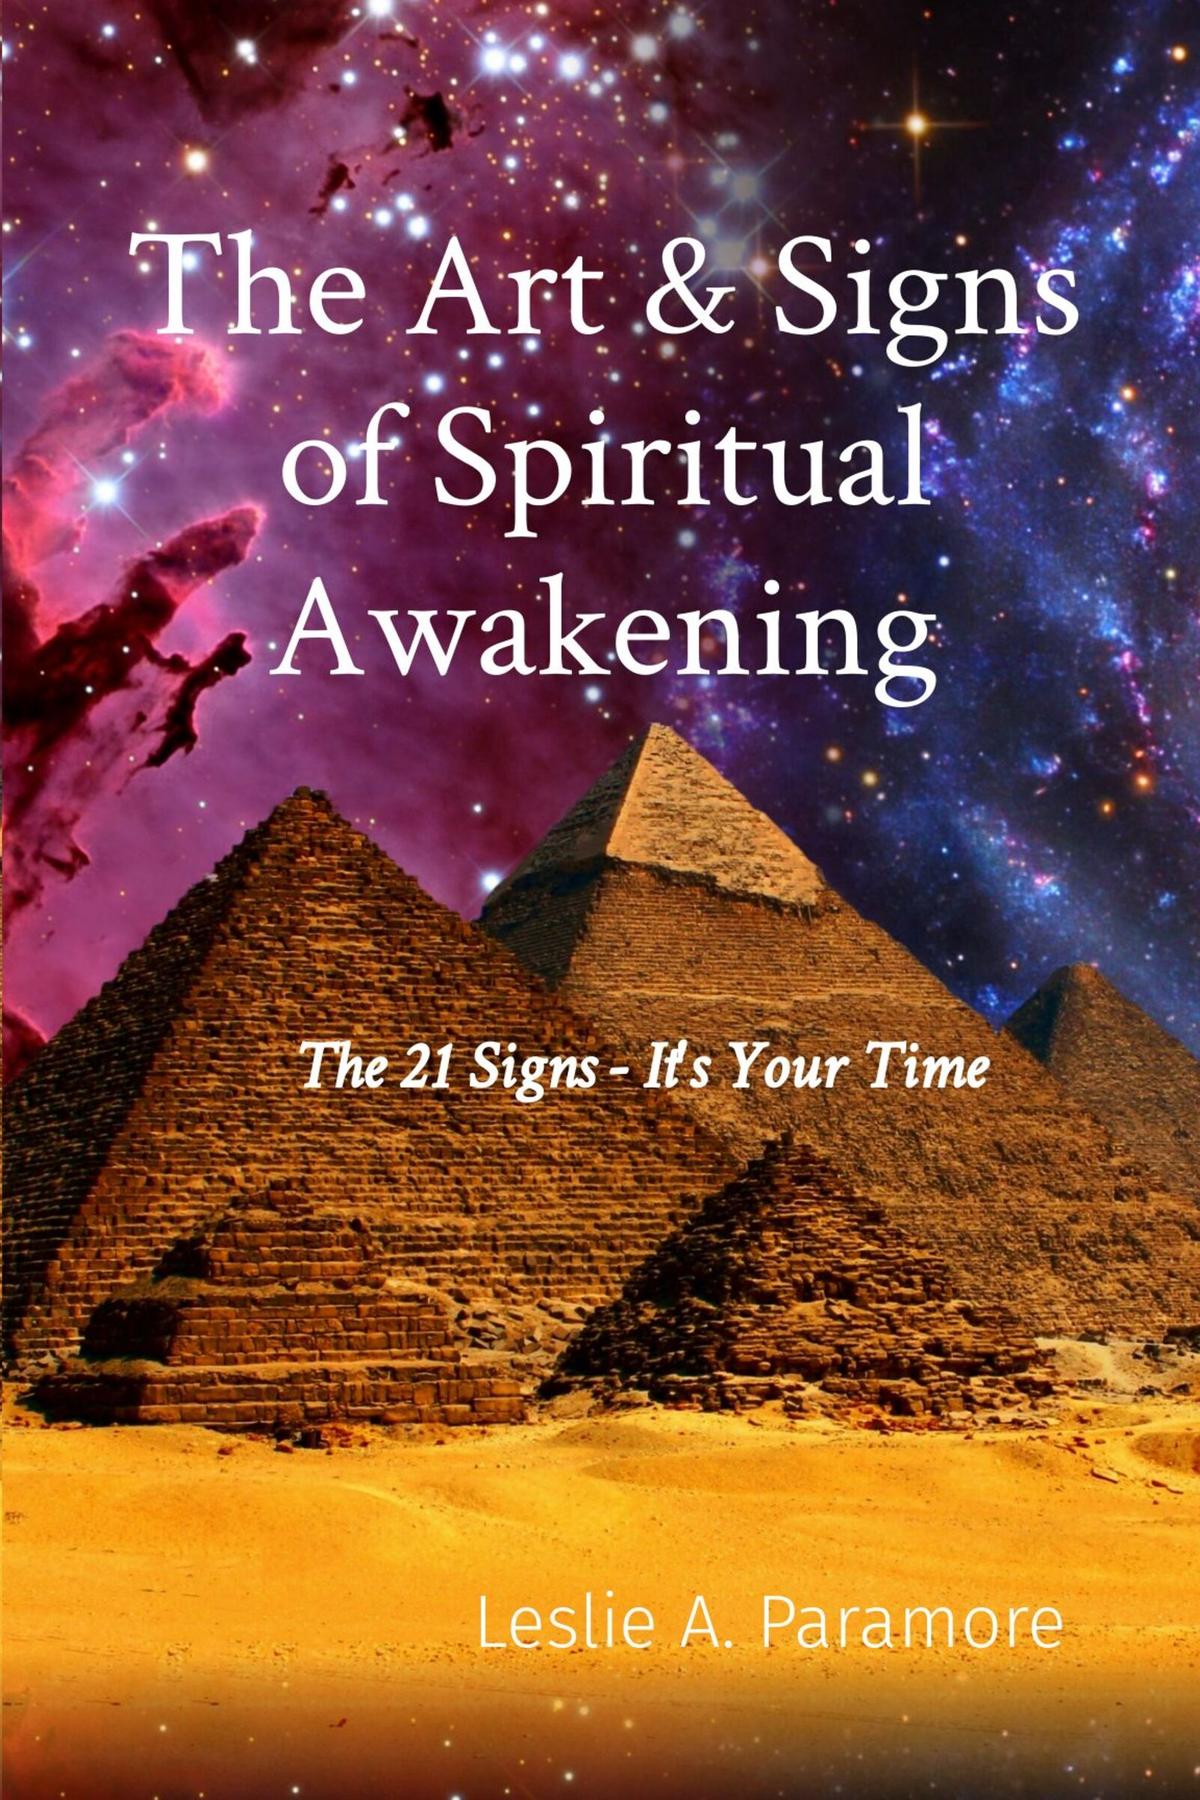 The Art & Signs
of Spiritual
Awakening
The 21 Signs - It's Your Time
Leslie A. Paramore